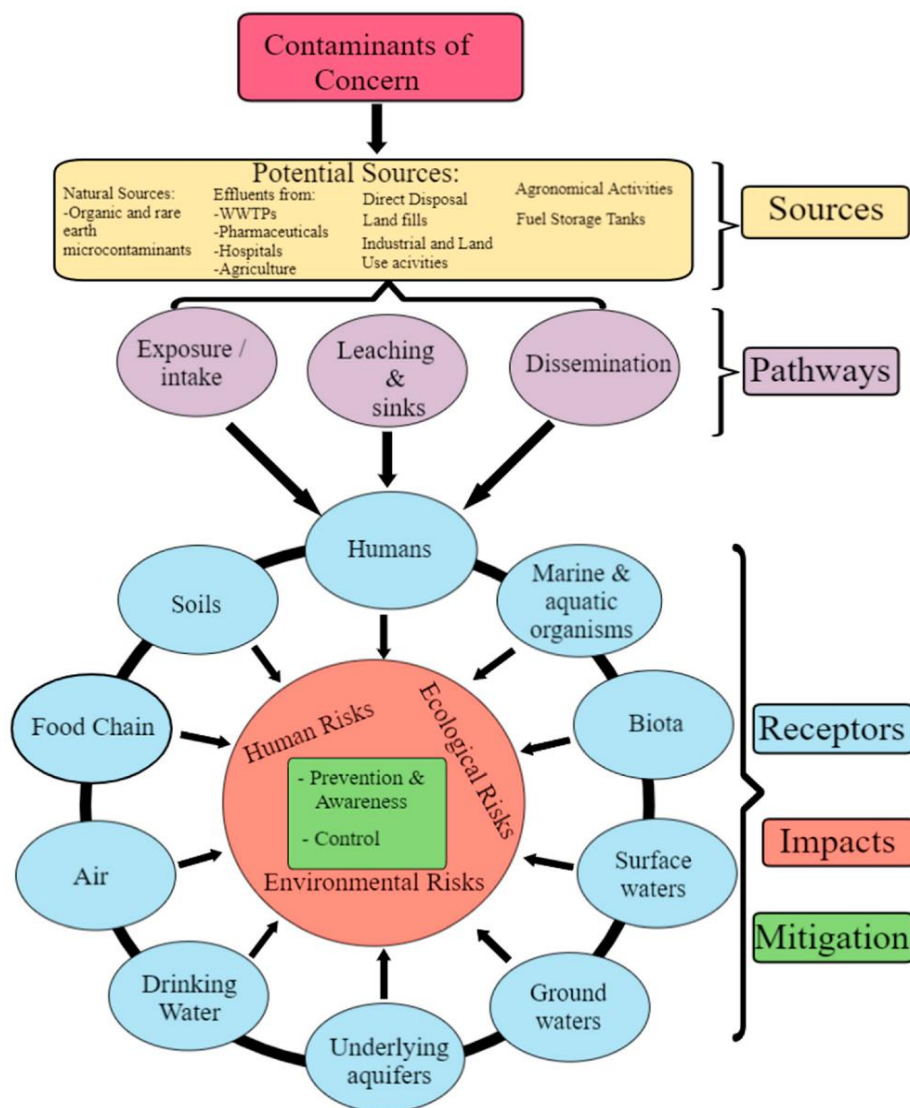 Contaminants of
Concern
Potential Sources:
Natural Sources:
-Organic and rare
earth
microcontaminants
Effluents from:
-WWTPs
-Pharmaceuticals
-Hospitals
-Agriculture
Direct Disposal
Land fills
Industrial and Land
Use acivities
Agronomical Activities
Fuel Storage Tanks
Sources
Exposure /
intake
Leaching
&
sinks
Dissemination
Pathways
Humans
Soils
Marine &
aquatic
organisms
Food Chain
Biota
Human Risks
Ecological Risks
- Prevention &
Awareness
- Control
Environmental Risks
Air
Surface
waters
Drinking
Water
Ground
waters
Underlying
aquifers
Receptors
Impacts
Mitigation